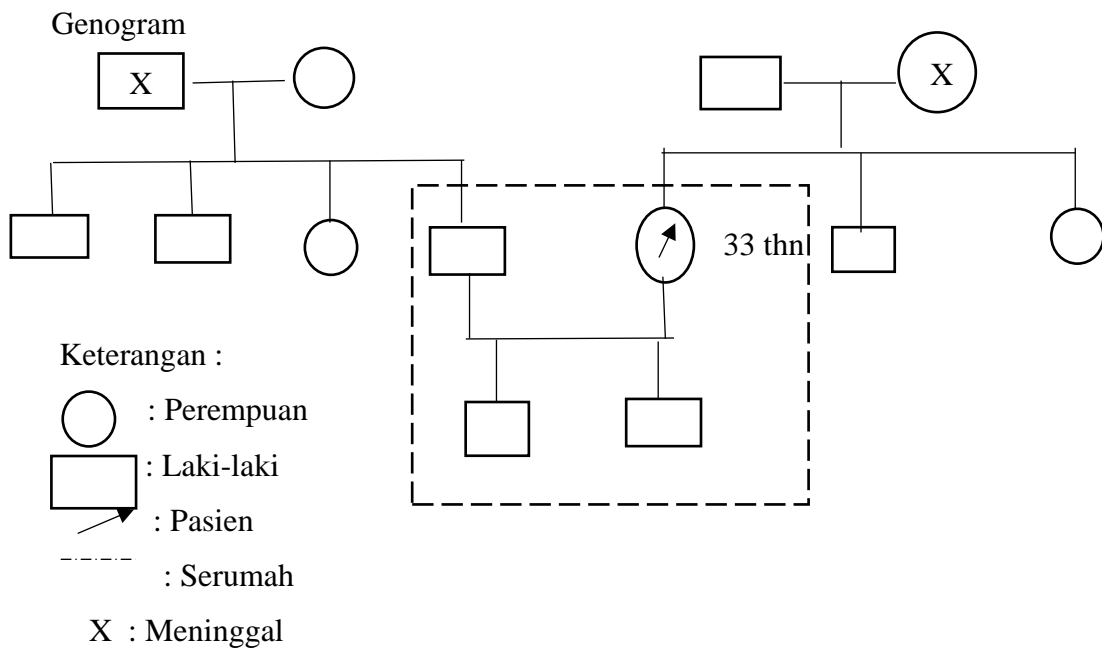 Genogram
X
X
33 thn
Keterangan :
: Perempuan
: Laki-laki
: Pasien
: Serumah
X : Meninggal